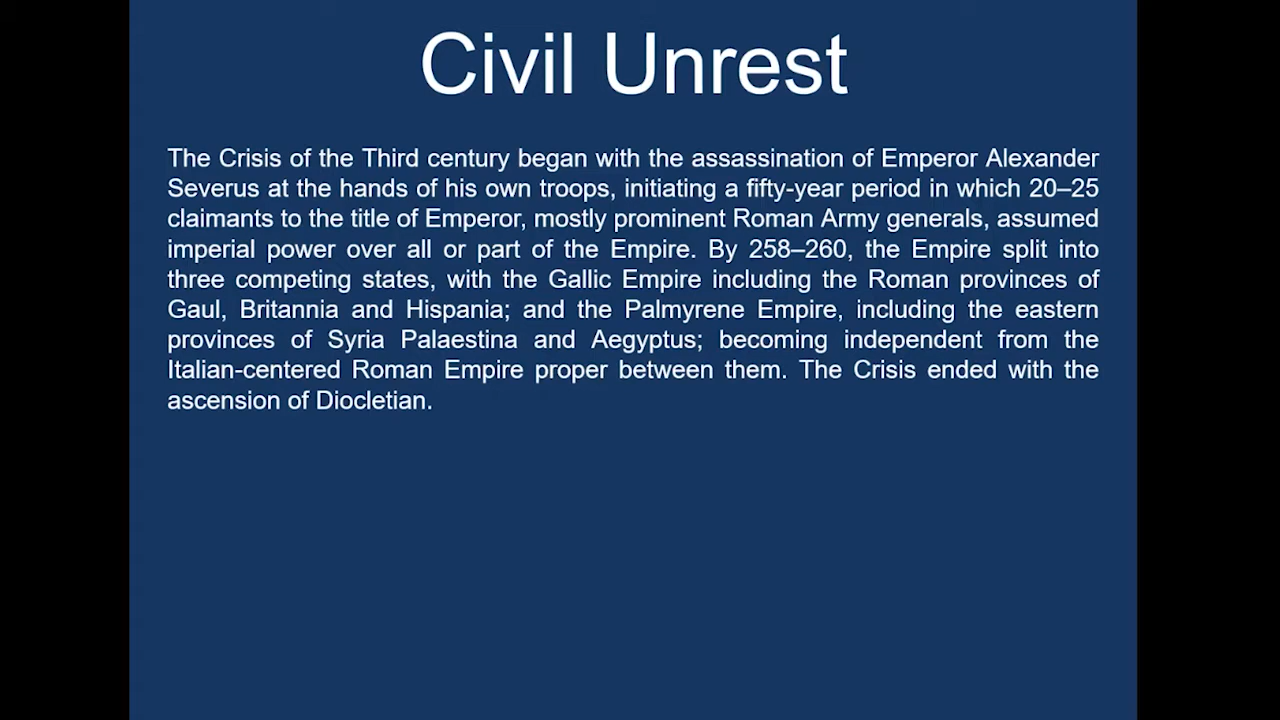 Civil Unrest
The Crisis of the Third century began with the assassination of Emperor Alexander
Severus at the hands of his own troops, initiating a fifty-year period in which 20–25
claimants to the title of Emperor, mostly prominent Roman Army generals, assumed
imperial power over all or part of the Empire. By 258–260, the Empire split into
three competing states, with the Gallic Empire including the Roman provinces of
Gaul, Britannia and Hispania; and the Palmyrene Empire, including the eastern
provinces of Syria Palaestina and Aegyptus; becoming independent from the
Italian-centered Roman Empire proper between them. The Crisis ended with the
ascension of Diocletian.